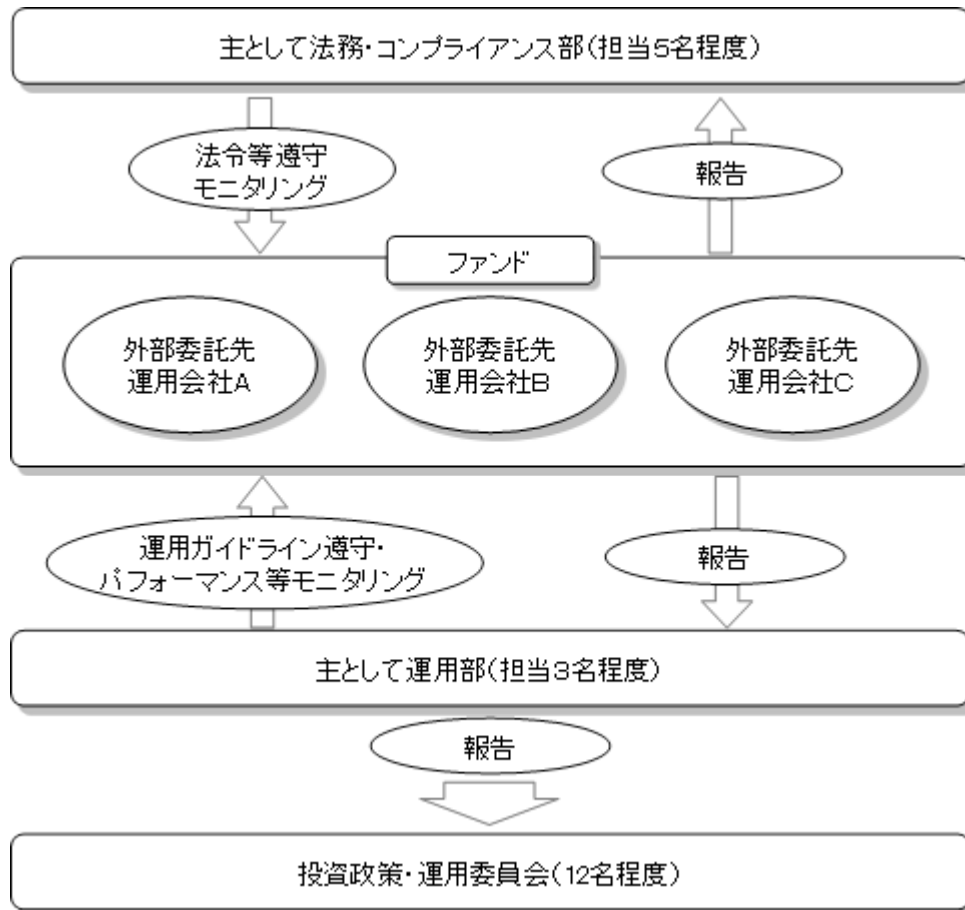 主として法務・コンプライアンス部(担当5名程度)
法令等遵守
モニタリング
報告
ファンド
外部委託先
運用会社A
外部委託先
運用会社B
外部委託先
運用会社C
運用ガイドライン遵守・
パフォーマンス等モニタリング
報告
主として運用部(担当3名程度)
報告
投資政策・運用委員会(12名程度)